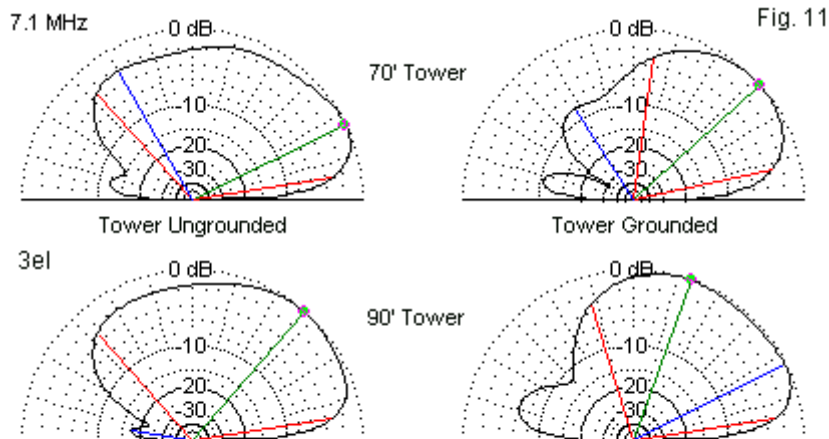 7.1 MHz
0 dB
0 dB
Fig. 11
70' Tower
-10
-10
20
20
30
30
Tower Ungrounded
Tower Grounded
3el
0 dB
0 dB
90' Tower
-10
-10
-20
-20
30
30